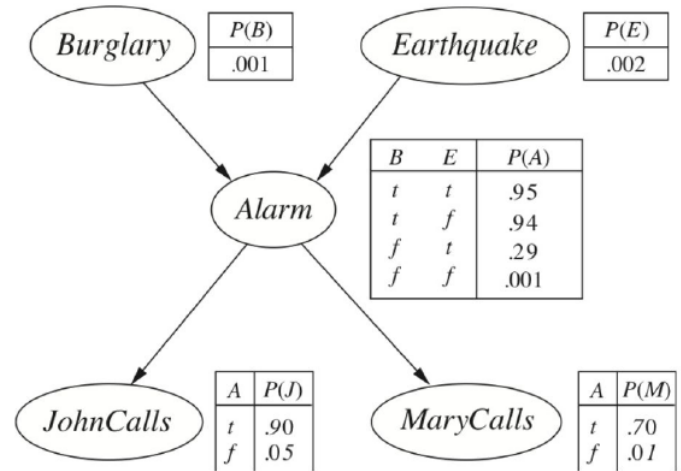 Burglary
P(B)
.001
Earthquake
P(E)
.002
Alarm
B E P(A)
t t .95
t f .94
f t .29
f f .001
JohnCalls
A P(J)
t .90
f .05
MaryCalls
A P(M)
t .70
f .01